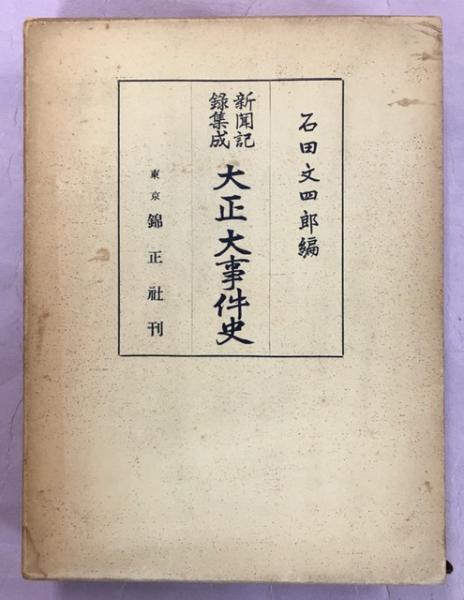 石田文四郎編
新聞記
録集成
大正大事件史
東京 錦正社刊